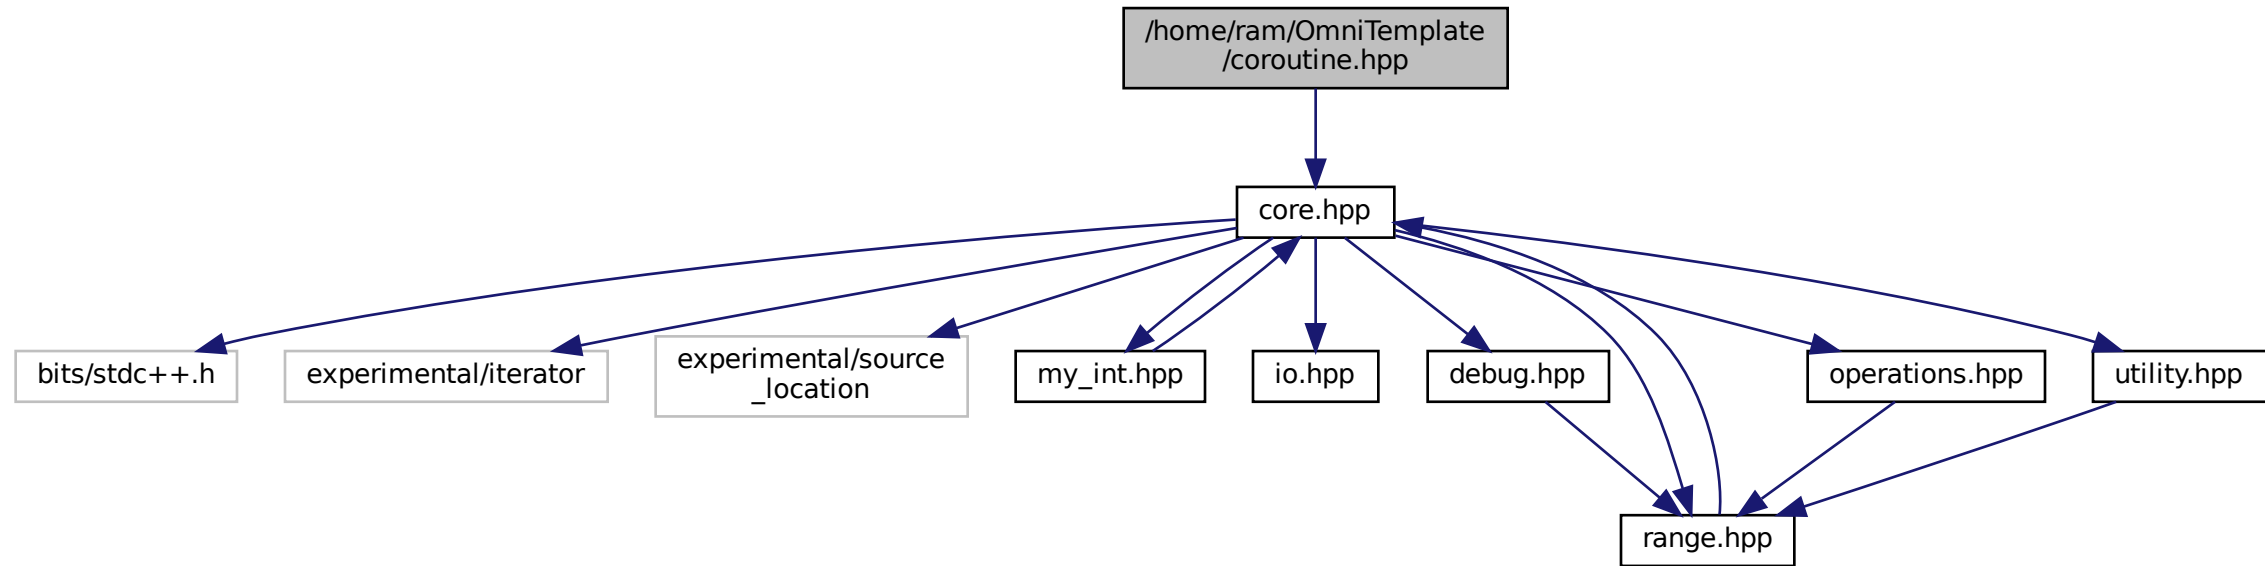 /home/ram/OmniTemplate
/coroutine.hpp
core.hpp
bits/stdc++.h
experimental/iterator
experimental/source
_location
my_int.hpp
io.hpp
debug.hpp
operations.hpp
utility.hpp
range.hpp